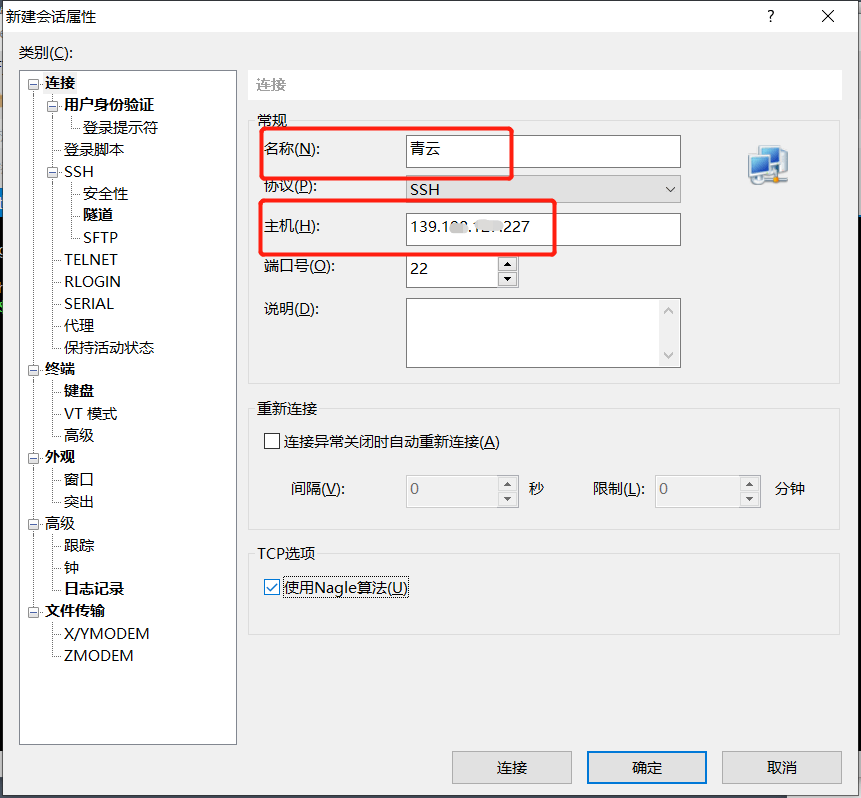 新建会话属性
类别(C):
连接
用户身份验证
登录提示符
登录脚本
SSH
安全性
隧道
SFTP
TELNET
RLOGIN
SERIAL
代理
保持活动状态
终端
键盘
VT 模式
高级
外观
窗口
突出
高级
跟踪
钟
日志记录
文件传输
X/YMODEM
ZMODEM
连接
常规
名称(N): 青云
协议(P): SSH
主机(H): 139.1 227
端口号(O): 22
说明(D):
重新连接
连接异常关闭时自动重新连接(A)
间隔(V): 0 秒 限制(L): 0 分钟
TCP选项
使用Nagle算法(U)
连接 确定 取消